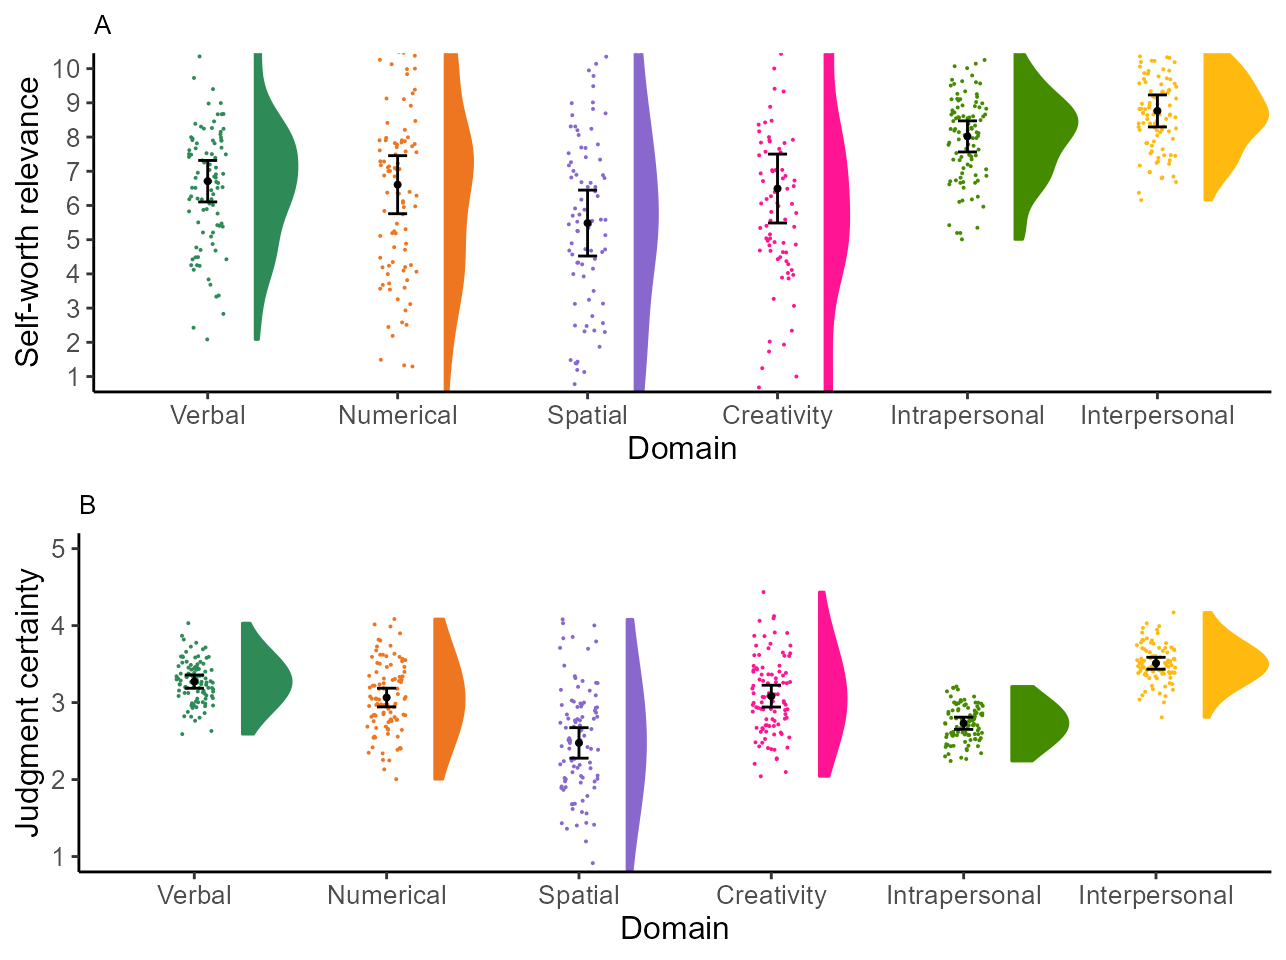 A
Self-worth relevance
10
9
8
7
6
5
4
3
2
1
Verbal Numerical Spatial Creativity Intrapersonal Interpersonal
Domain
B
Judgment certainty
5
4
3
2
1
Verbal Numerical Spatial Creativity Intrapersonal Interpersonal
Domain